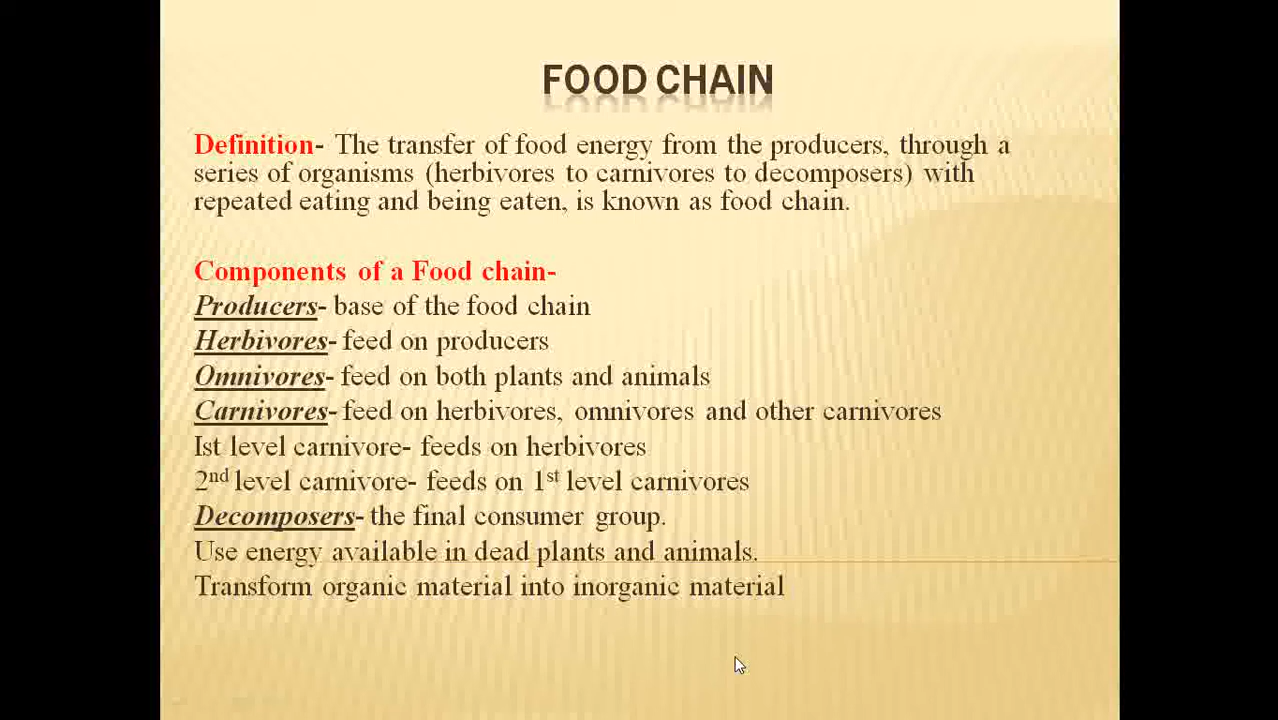 FOOD CHAIN
Definition- The transfer of food energy from the producers, through a
series of organisms (herbivores to carnivores to decomposers) with
repeated eating and being eaten, is known as food chain.
Components of a Food chain-
Producers- base of the food chain
Herbivores- feed on producers
Omnivores- feed on both plants and animals
Carnivores- feed on herbivores, omnivores and other carnivores
Ist level carnivore- feeds on herbivores
2nd level carnivore- feeds on 1st level carnivores
Decomposers- the final consumer group.
Use energy available in dead plants and animals.
Transform organic material into inorganic material